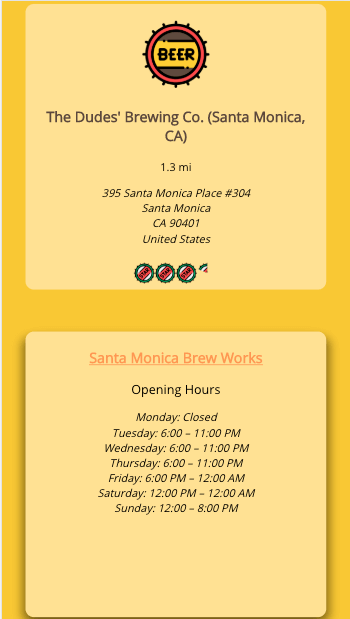 BEER
The Dudes' Brewing Co. (Santa Monica,
CA)
1.3 mi
395 Santa Monica Place #304
Santa Monica
CA 90401
United States
Santa Monica Brew Works
Opening Hours
Monday: Closed
Tuesday: 6:00 – 11:00 PM
Wednesday: 6:00 – 11:00 PM
Thursday: 6:00 – 11:00 PM
Friday: 6:00 PM – 12:00 AM
Saturday: 12:00 PM – 12:00 AM
Sunday: 12:00 – 8:00 PM